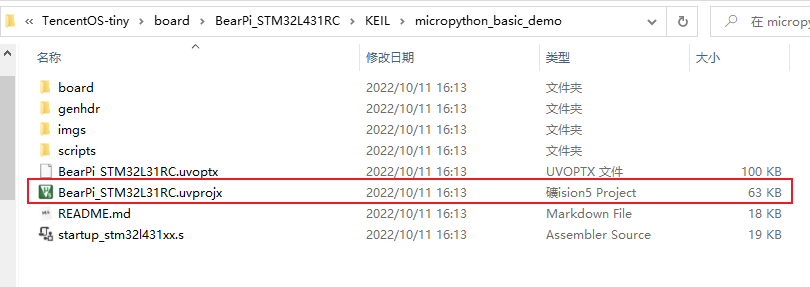 TencentOS-tiny > board > BearPi_STM32L431RC > KEIL > micropython_basic_demo 在 micropy
名称 修改日期 类型 大小
board 2022/10/11 16:13 文件夹
genhdr 2022/10/11 16:13 文件夹
imgs 2022/10/11 16:13 文件夹
scripts 2022/10/11 16:13 文件夹
BearPi_STM32L31RC.uvoptx 2022/10/11 16:13 UVOPTX 文件 100 KB
BearPi_STM32L31RC.uvprojx 2022/10/11 16:13 礦ision5 Project 63 KB
README.md 2022/10/11 16:13 Markdown File 18 KB
startup_stm32l431xx.s 2022/10/11 16:13 Assembler Source 19 KB